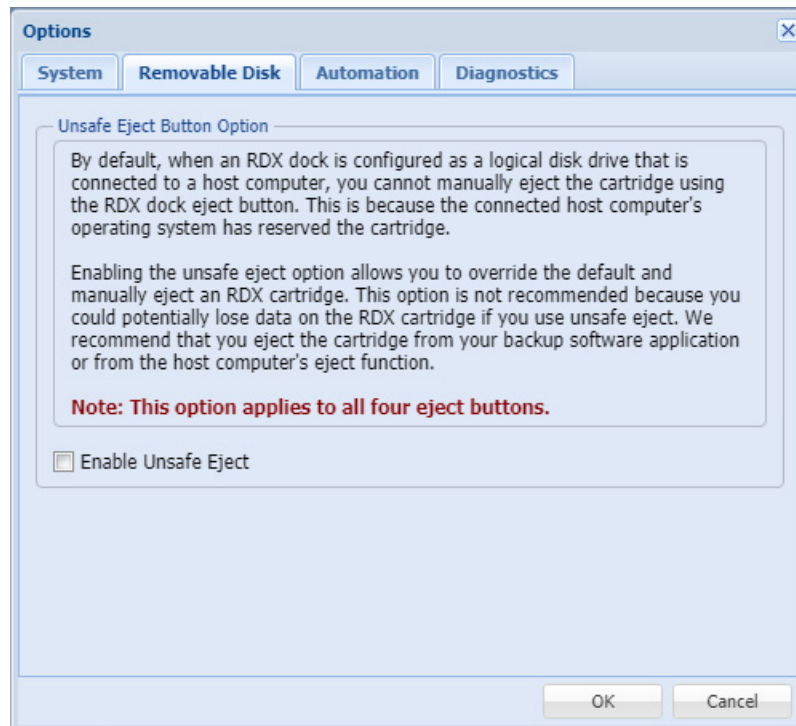 Options
System
Removable Disk
Automation
Diagnostics
Unsafe Eject Button Option
By default, when an RDX dock is configured as a logical disk drive that is
connected to a host computer, you cannot manually eject the cartridge using
the RDX dock eject button. This is because the connected host computer's
operating system has reserved the cartridge.
Enabling the unsafe eject option allows you to override the default and
manually eject an RDX cartridge. This option is not recommended because you
could potentially lose data on the RDX cartridge if you use unsafe eject. We
recommend that you eject the cartridge from your backup software application
or from the host computer's eject function.
Note: This option applies to all four eject buttons.
Enable Unsafe Eject
OK
Cancel